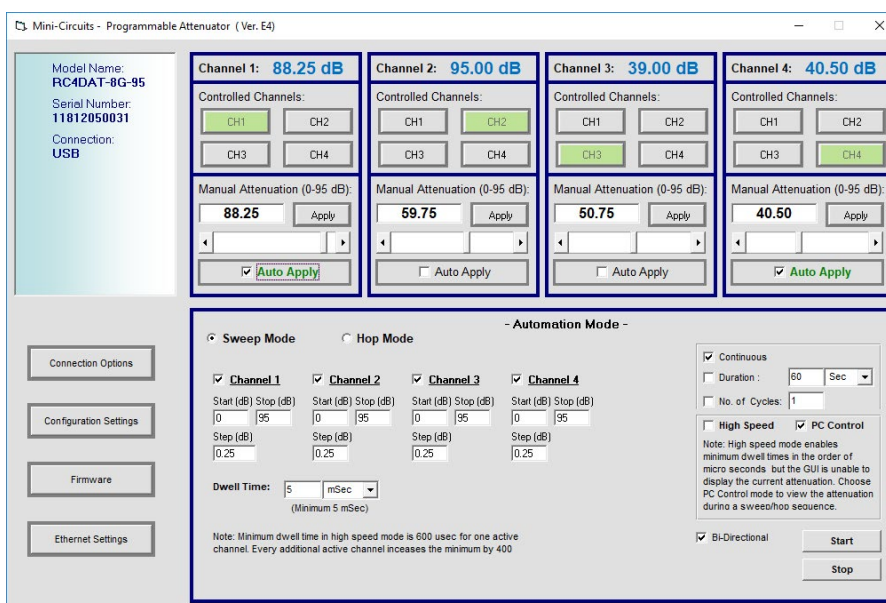 Mini-Circuits - Programmable Attenuator ( Ver. E4)
Model Name:
RC4DAT-8G-95
Serial Number:
11812050031
Connection:
USB
Connection Options
Configuration Settings
Firmware
Ethernet Settings
Channel 1: 88.25 dB
Controlled Channels:
CH1 CH2
CH3 CH4
Manual Attenuation (0-95 dB):
88.25 Apply
Auto Apply
Channel 2: 95.00 dB
Controlled Channels:
CH1 CH2
CH3 CH4
Manual Attenuation (0-95 dB):
59.75 Apply
Auto Apply
Channel 3: 39.00 dB
Controlled Channels:
CH1 CH2
CH3 CH4
Manual Attenuation (0-95 dB):
50.75 Apply
Auto Apply
Channel 4: 40.50 dB
Controlled Channels:
CH1 CH2
CH3 CH4
Manual Attenuation (0-95 dB):
40.50 Apply
Auto Apply
- Automation Mode -
Sweep Mode Hop Mode
Channel 1 Channel 2 Channel 3 Channel 4
Start (dB) Stop (dB) Start (dB) Stop (dB) Start (dB) Stop (dB) Start (dB) Stop (dB)
0 95 0 95 0 95 0 95
Step (dB) Step (dB) Step (dB) Step (dB)
0.25 0.25 0.25 0.25
Dwell Time: 5 mSec
(Minimum 5 mSec)
Note: Minimum dwell time in high speed mode is 600 usec for one active
channel. Every additional active channel inceases the minimum by 400
Continuous
Duration : 60 Sec
No. of Cycles: 1
High Speed PC Control
Note: High speed mode enables
minimum dwell times in the order of
micro seconds but the GUI is unable to
display the current attenuation. Choose
PC Control mode to view the attenuation
during a sweep/hop sequence.
Bi-Directional Start
Stop